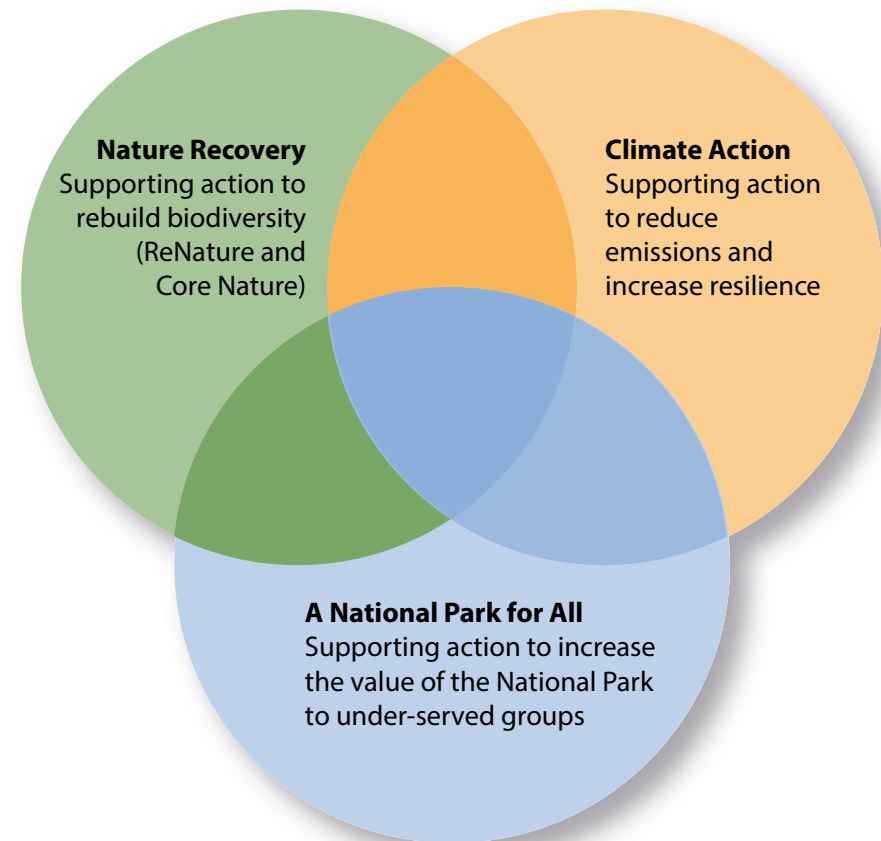 Nature Recovery
Supporting action to
rebuild biodiversity
(ReNature and
Core Nature)
Climate Action
Supporting action
to reduce
emissions and
increase resilience
A National Park for All
Supporting action to increase
the value of the National Park
to under-served groups